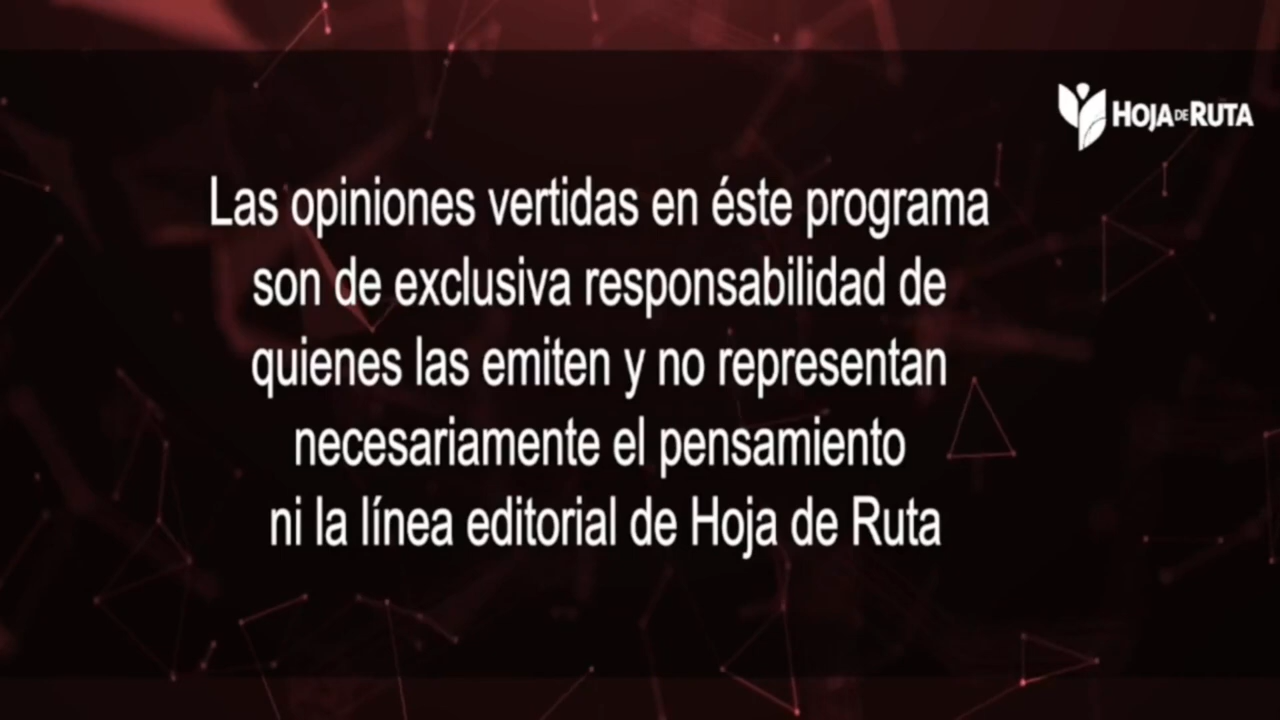 HOJA DE RUTA
Las opiniones vertidas en éste programa
son de exclusiva responsabilidad de
quienes las emiten y no representan
necesariamente el pensamiento
ni la línea editorial de Hoja de Ruta